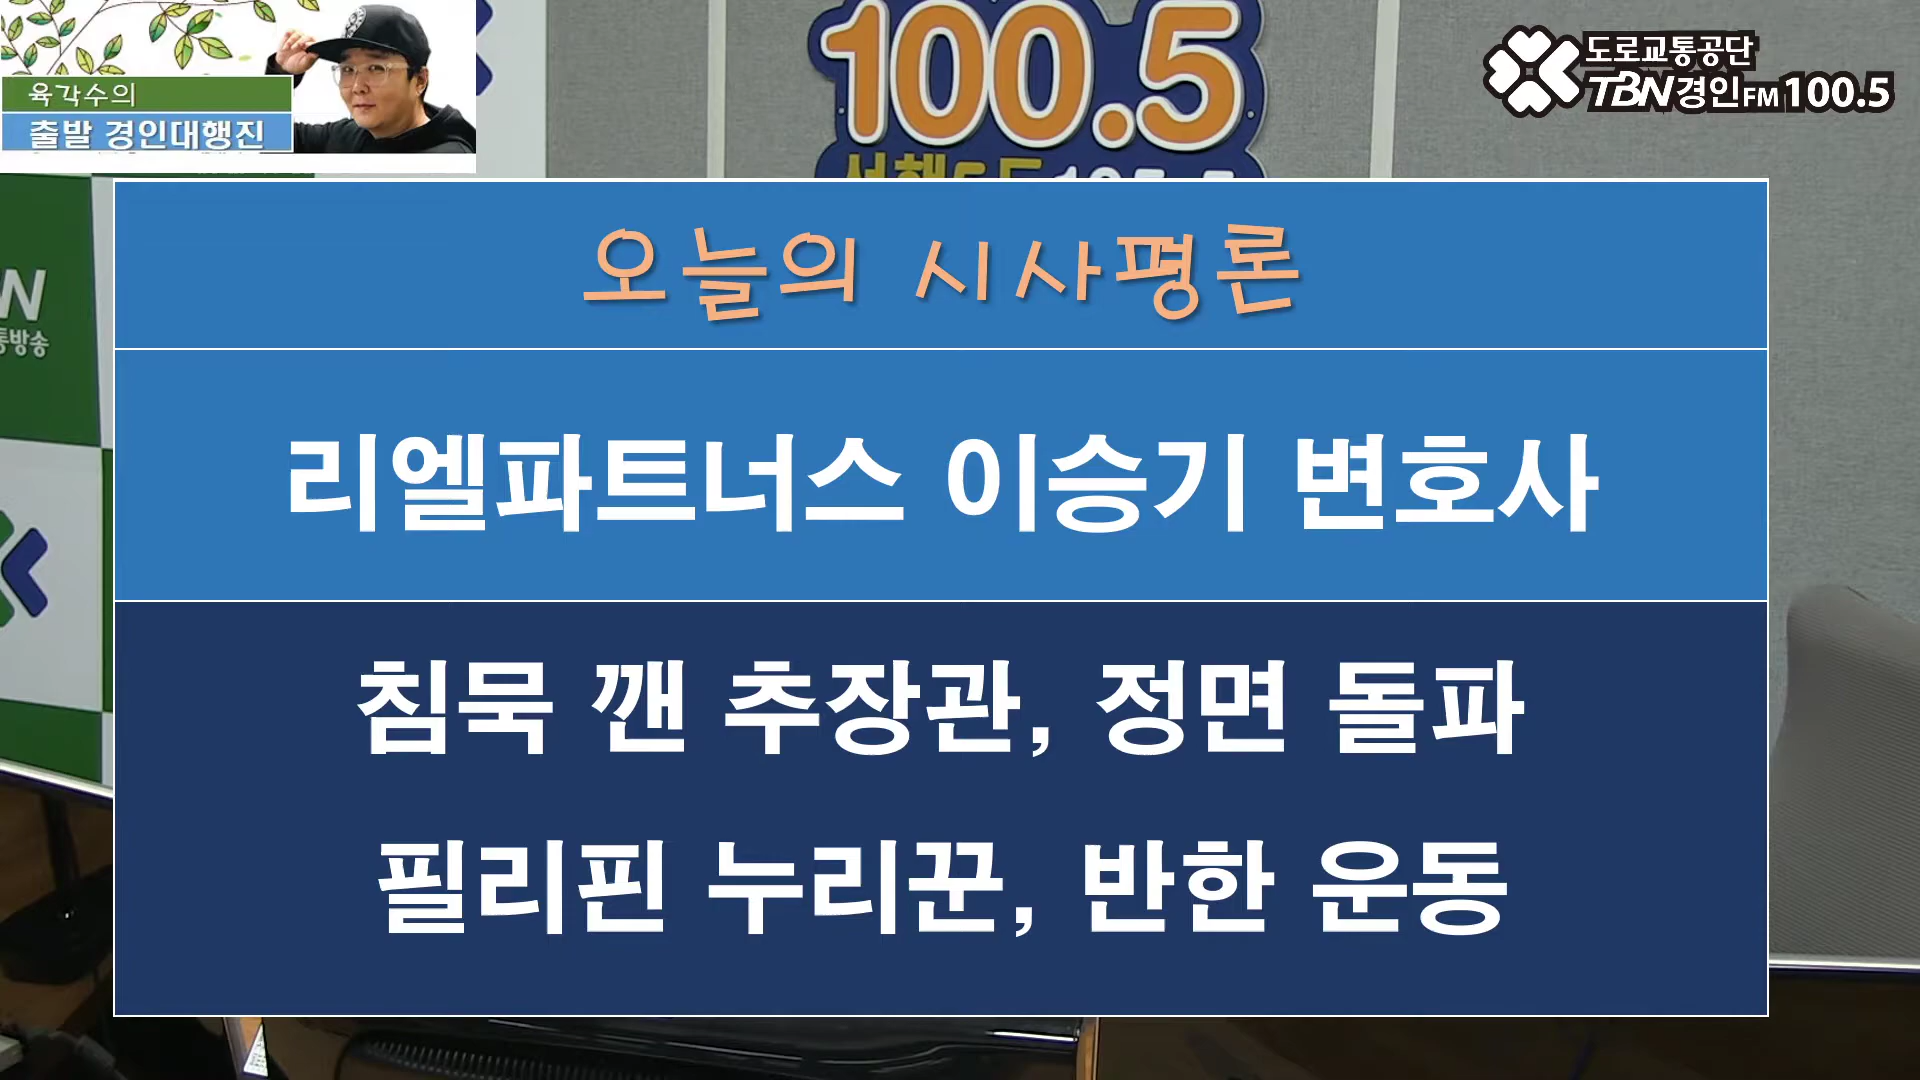 육각수의
출발 경인대행진
100.5
도로교통공단
TBN경인FM100.5
오늘의 시사평론
리엘파트너스 이승기 변호사
침묵 깬 추장관, 정면 돌파
필리핀 누리꾼, 반한 운동
통방송